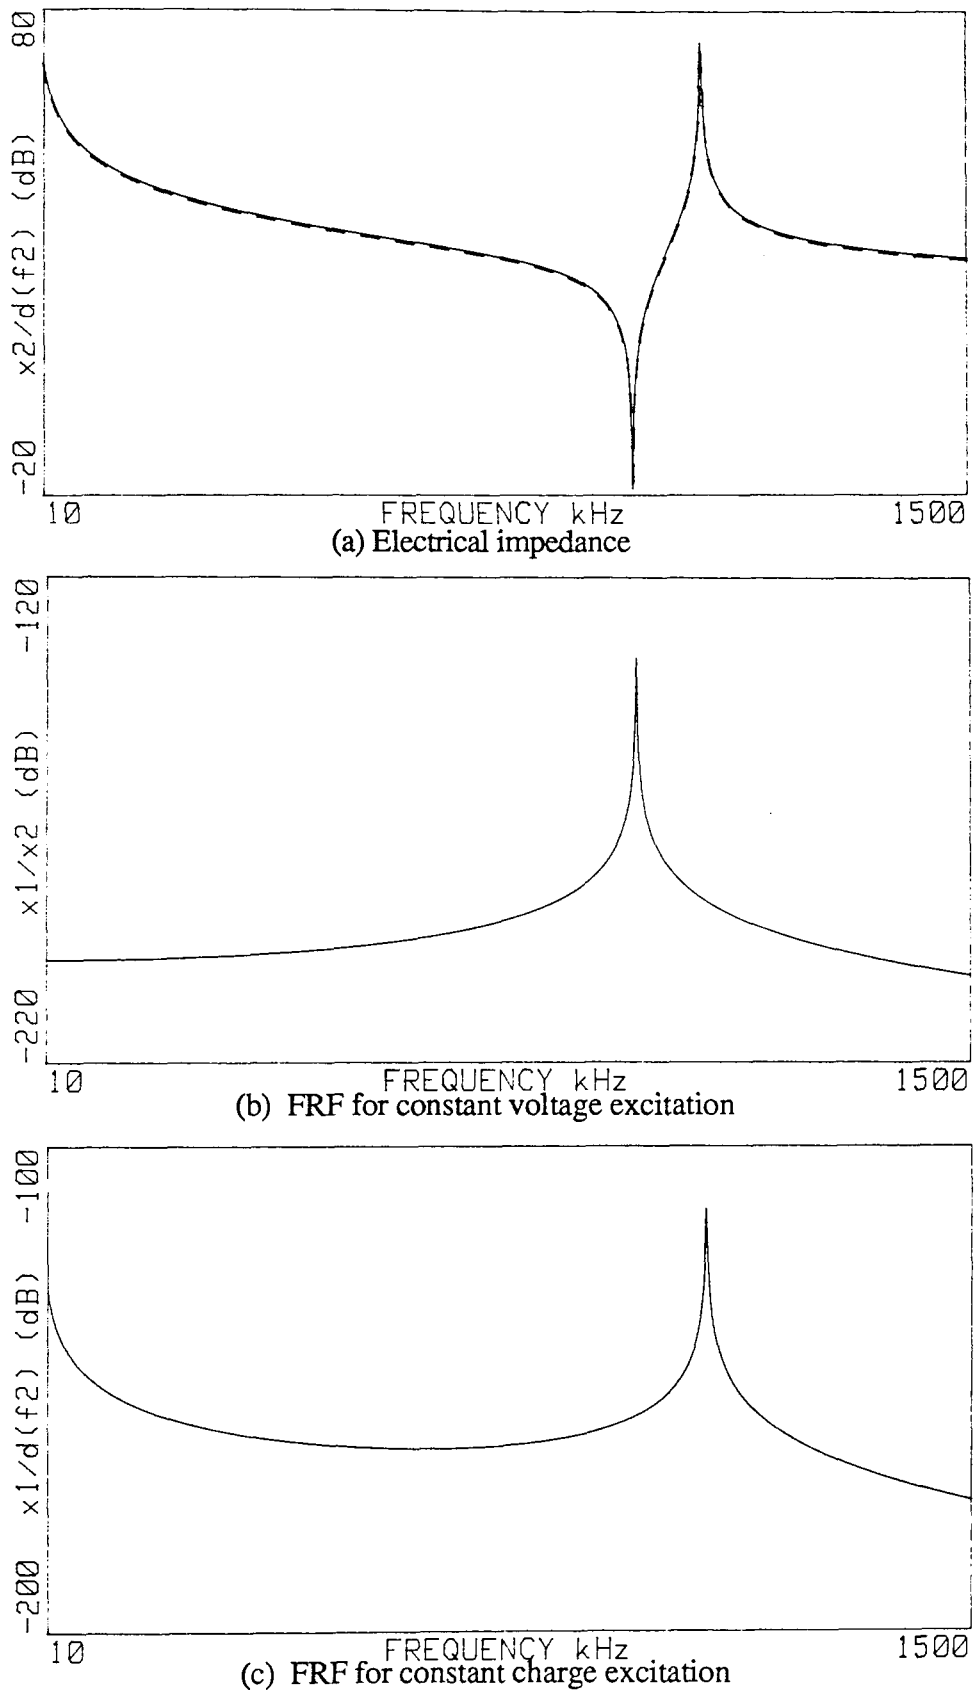 80
x2/d(f2) (dB)
-20
10 FREQUENCY kHz 1500
(a) Electrical impedance
-120
x1/x2 (dB)
-220
10 FREQUENCY kHz 1500
(b) FRF for constant voltage excitation
-100
x1/d(f2) (dB)
-200
10 FREQUENCY kHz 1500
(c) FRF for constant charge excitation